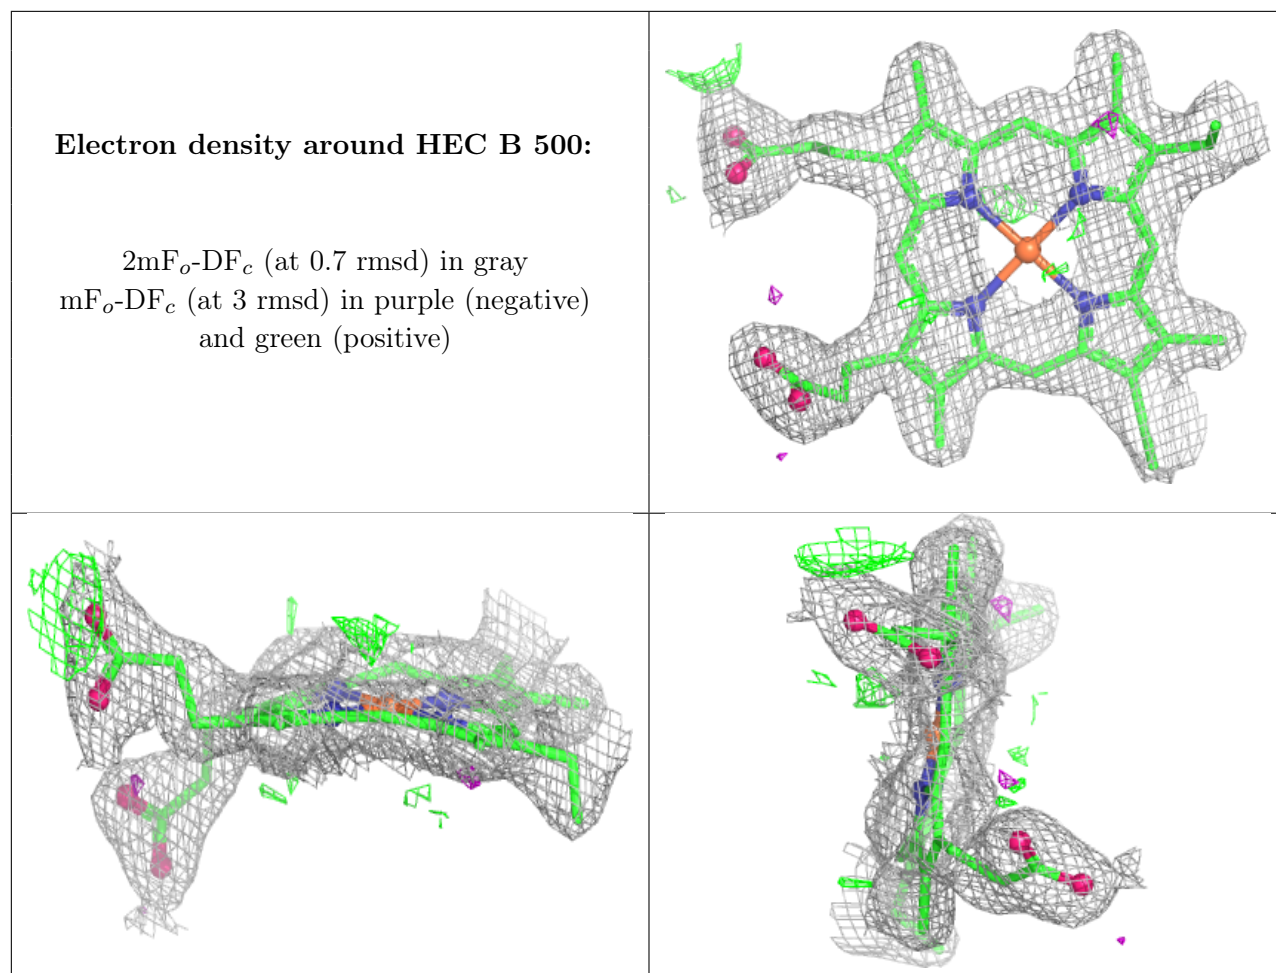 Electron density around HEC B 500:
2mFo-DFc (at 0.7 rmsd) in gray
mFo-DFc (at 3 rmsd) in purple (negative)
and green (positive)